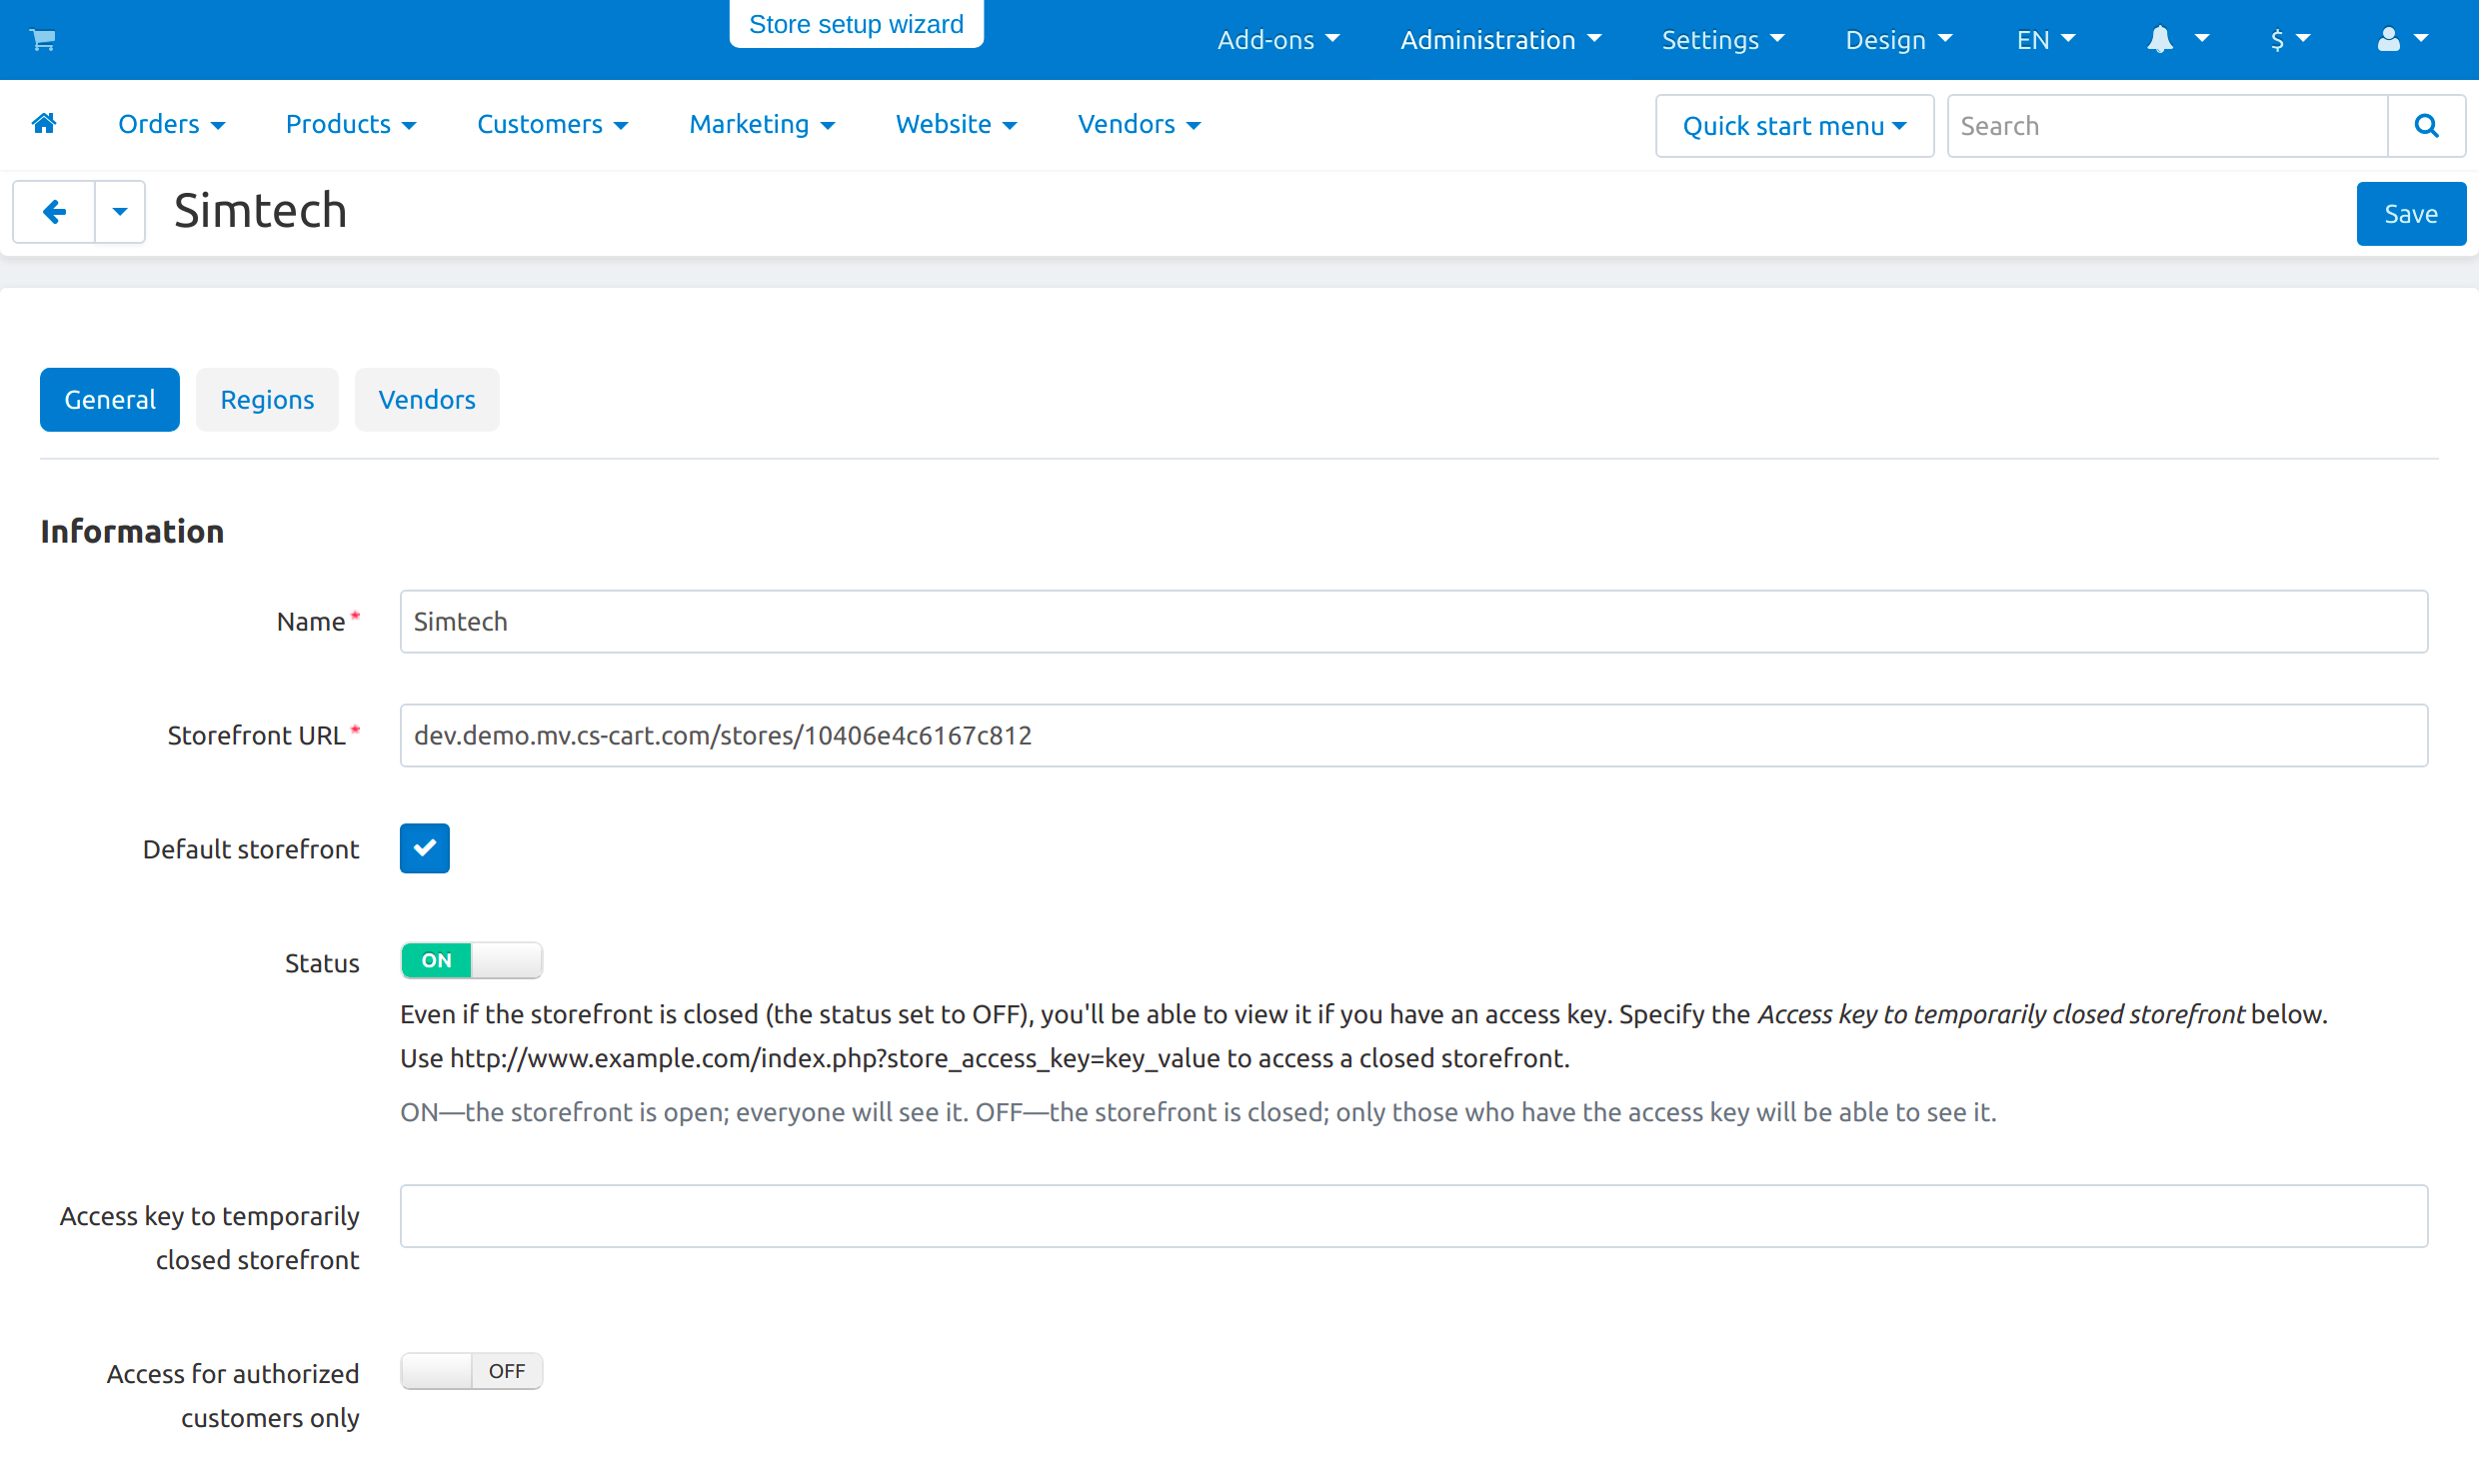 Store setup wizard
Add-ons Administration Settings Design EN $
Orders Products Customers Marketing Website Vendors Quick start menu Search
Simtech Save
General Regions Vendors
Information
Name* Simtech
Storefront URL* dev.demo.mv.cs-cart.com/stores/10406e4c6167c812
Default storefront
Status ON
Even if the storefront is closed (the status set to OFF), you'll be able to view it if you have an access key. Specify the Access key to temporarily closed storefront below.
Use http://www.example.com/index.php?store_access_key=key_value to access a closed storefront.
ON—the storefront is open; everyone will see it. OFF—the storefront is closed; only those who have the access key will be able to see it.
Access key to temporarily
closed storefront
Access for authorized OFF
customers only